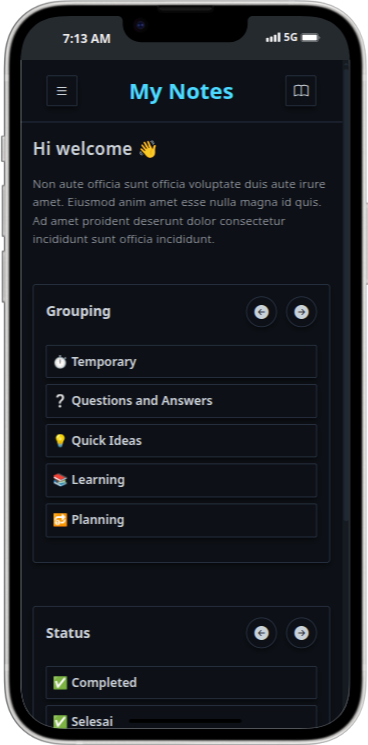 7:13 AM
5G
My Notes
Hi welcome 👋
Non aute officia sunt officia voluptate duis aute irure
amet. Eiusmod anim amet esse nulla magna id quis.
Ad amet proident deserunt dolor consectetur
incididunt sunt officia incididunt.
Grouping
⏱️ Temporary
❔ Questions and Answers
💡 Quick Ideas
📚 Learning
🔁 Planning
Status
✅ Completed
✅ Selesai